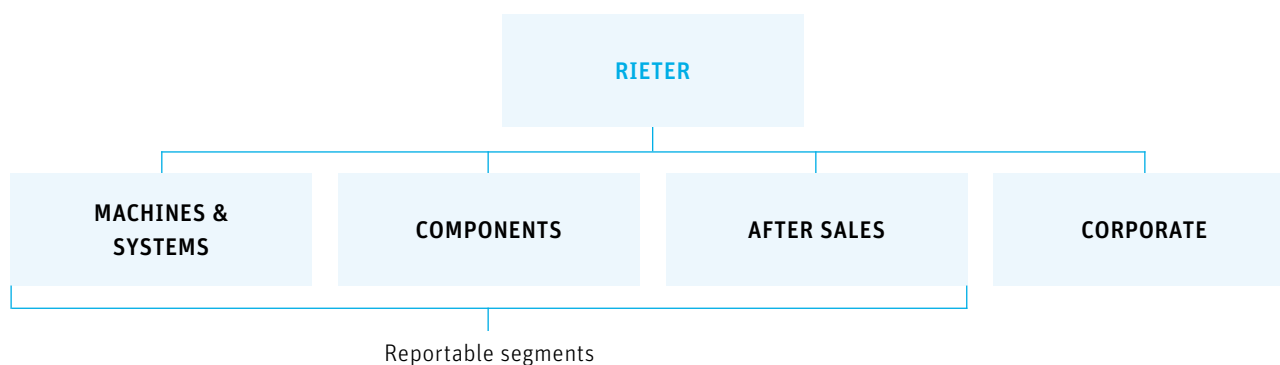 RIETER
MACHINES &
SYSTEMS
COMPONENTS
AFTER SALES
CORPORATE
Reportable segments